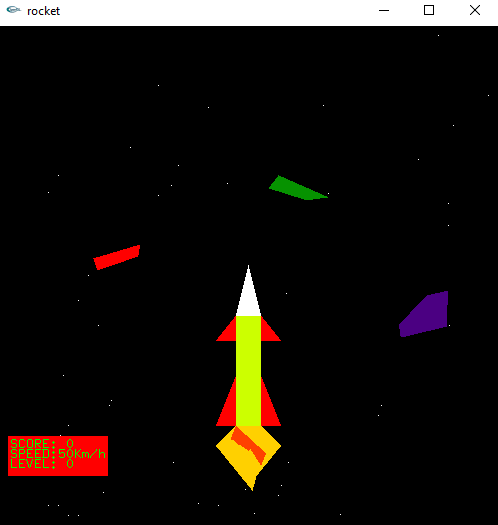 rocket
SCORE: 0
SPEED:50Km/h
LEVEL: 0